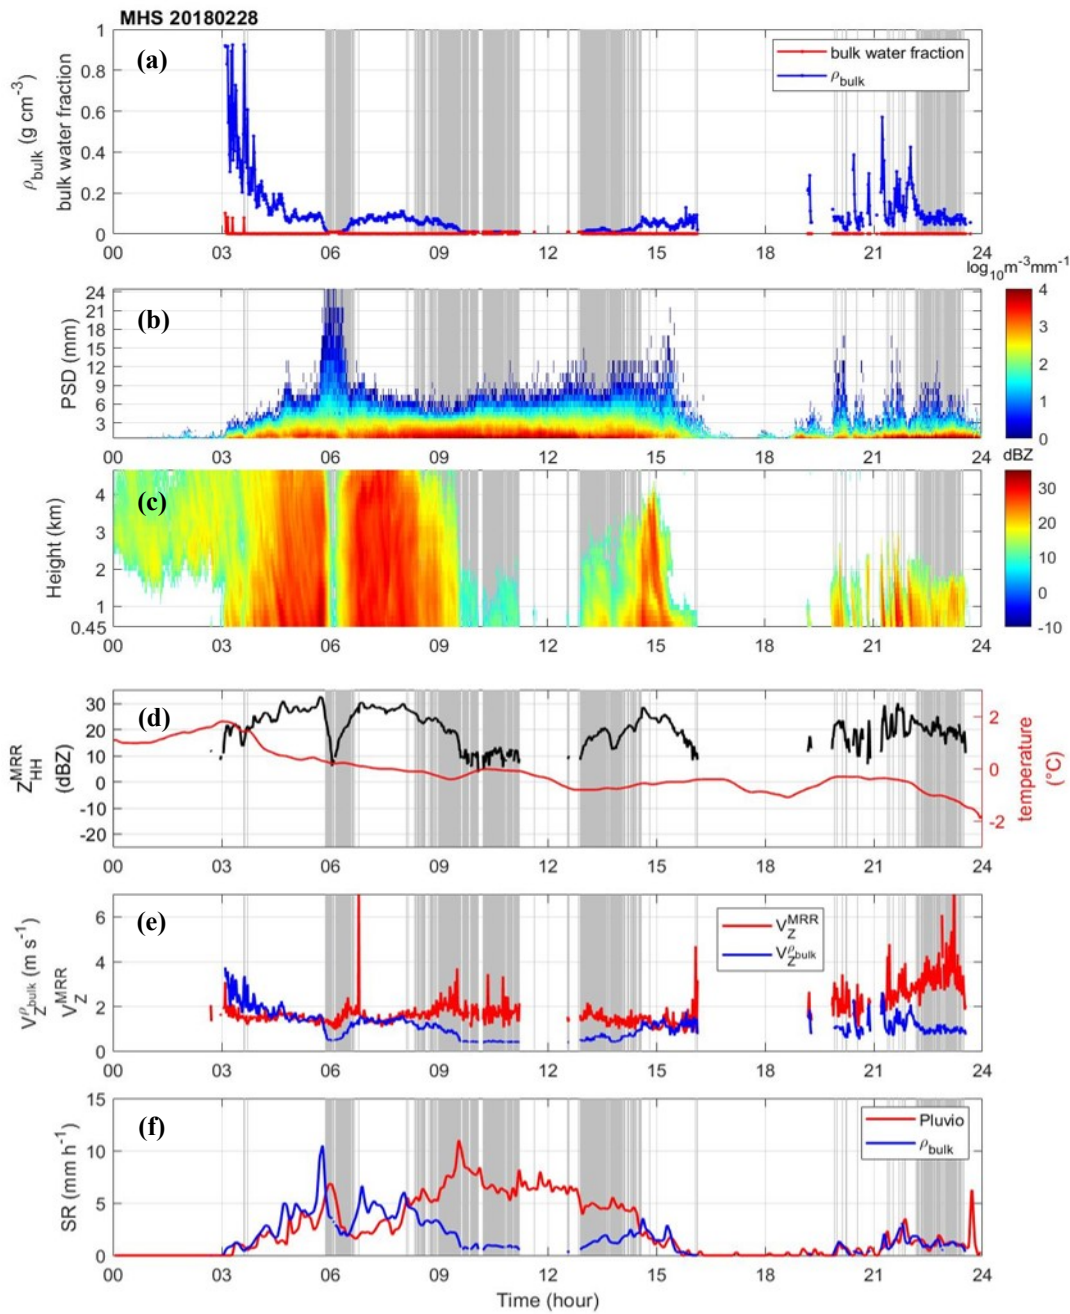 MHS 20180228
(a)
ρbulk (g cm-3)
bulk water fraction
bulk water fraction
ρbulk
1
0.8
0.6
0.4
0.2
0
00 03 06 09 12 15 18 21 24
log10m-3mm-1
(b)
PSD (mm)
24
21
18
15
12
9
6
3
4
3
2
1
0
00 03 06 09 12 15 18 21 24
dBZ
(c)
Height (km)
4
3
2
1
0.45
30
20
10
0
-10
00 03 06 09 12 15 18 21 24
(d)
ZHHMRR
(dBZ)
30
20
10
0
-10
-20
2
0
-2
temperature
(°C)
00 03 06 09 12 15 18 21 24
(e)
VZρbulk (m s-1)
VZMRR
VZMRR
VZρbulk
6
4
2
0
00 03 06 09 12 15 18 21 24
(f)
SR (mm h-1)
Pluvio
ρbulk
15
10
5
0
00 03 06 09 12 15 18 21 24
Time (hour)